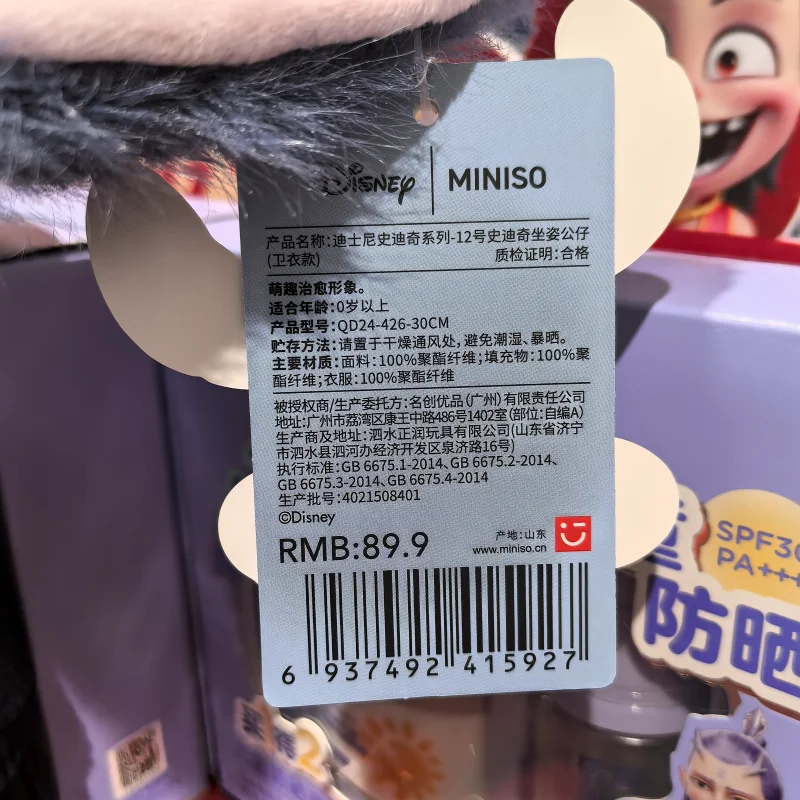 Disney | MINISO
产品名称:迪士尼史迪奇系列-12号史迪奇坐姿公仔
(卫衣款) 质检证明:合格
萌趣治愈形象。
适合年龄:0岁以上
产品型号:QD24-426-30CM
贮存方法:请置于干燥通风处,避免潮湿、暴晒。
主要材质:面料:100%聚酯纤维;填充物:100%聚
酯纤维;衣服:100%聚酯纤维
被授权商/生产委托方:名创优品(广州)有限责任公司
地址:广州市荔湾区康王中路486号1402室(部位:自编A)
生产商及地址:泗水正润玩具有限公司(山东省济宁
市泗水县泗河办经济开发区泉济路16号)
执行标准:GB 6675.1-2014、GB 6675.2-2014、
GB 6675.3-2014、GB 6675.4-2014
生产批号:4021508401
©Disney
RMB:89.9
产地:山东
www.miniso.cn
6 937492 415927
SPF30
PA+++
防晒